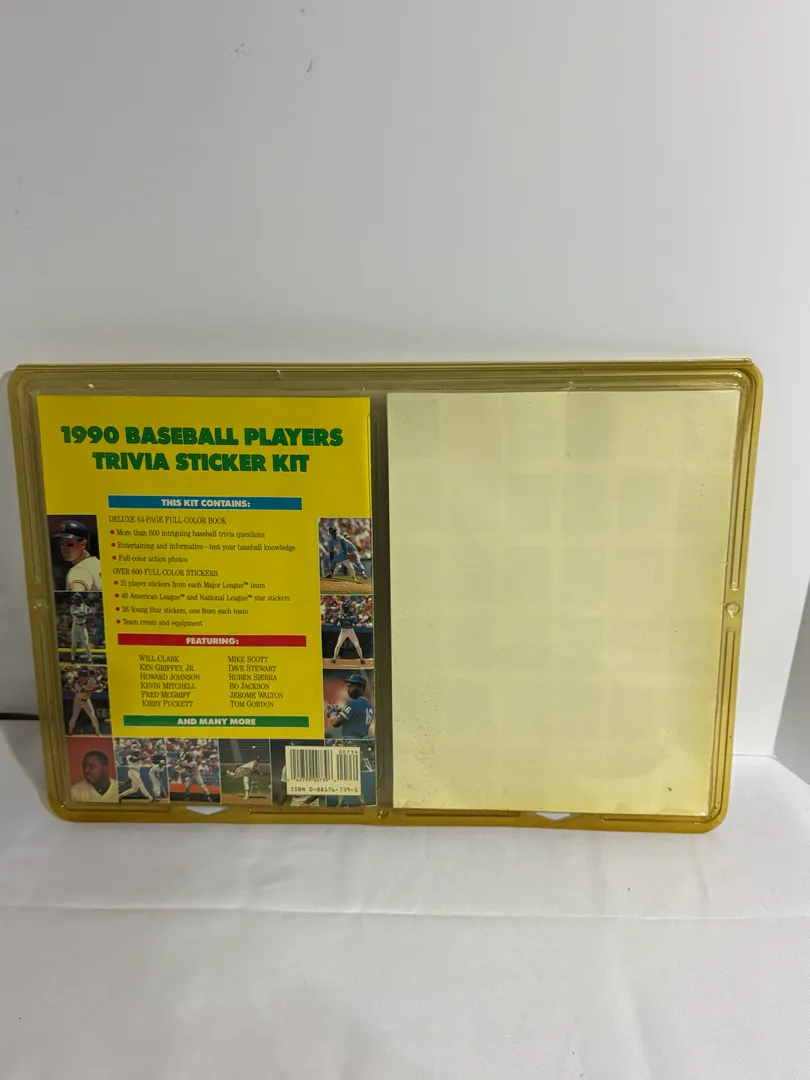 1990 BASEBALL PLAYERS
TRIVIA STICKER KIT
THIS KIT CONTAINS:
DELUXE 64-PAGE FULL-COLOR BOOK
• More than 600 intriguing baseball trivia questions
• Entertaining and informative—test your baseball knowledge
• Full-color action photos
OVER 600 FULL-COLOR STICKERS
• 21 player stickers from each Major League™ team
• 46 American League™ and National League™ star stickers
• 26 Young Star stickers, one from each team
• Team crests and equipment
FEATURING:
WILL CLARK
KEN GRIFFEY, JR.
HOWARD JOHNSON
KEVIN MITCHELL
FRED MCGRIFF
KIRBY PUCKETT
MIKE SCOTT
DAVE STEWART
RUBEN SIERRA
BO JACKSON
JEROME WALTON
TOM GORDON
AND MANY MORE
ISBN 0-88176-739-5